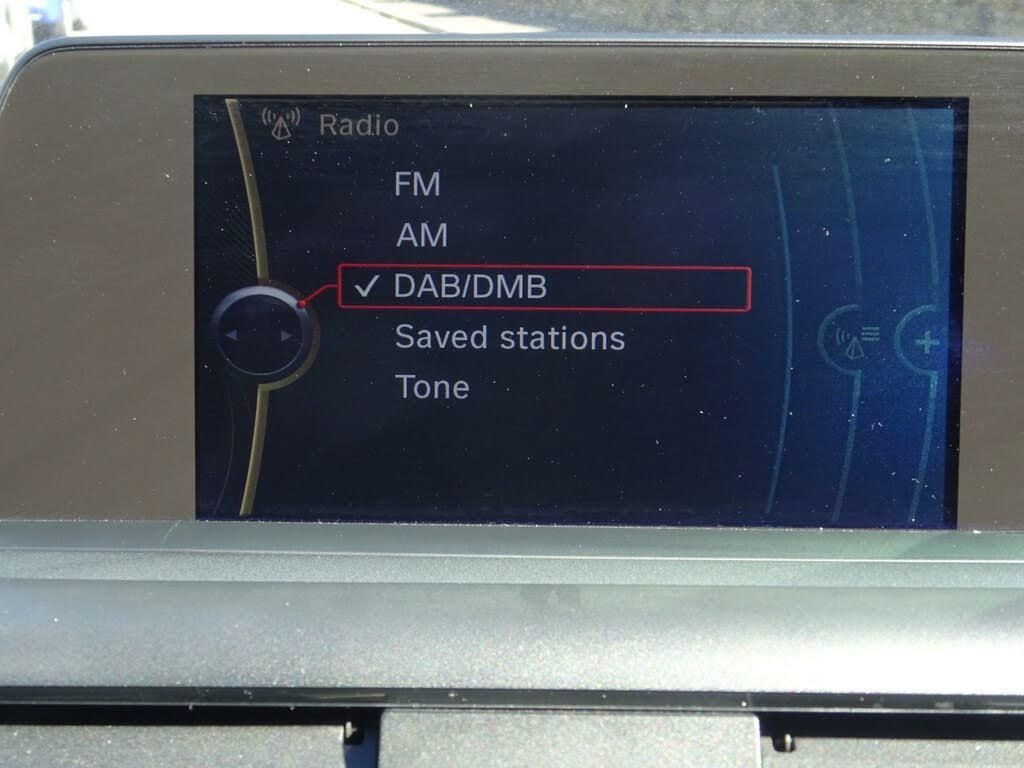 Radio
FM
AM
✓ DAB/DMB
Saved stations
Tone